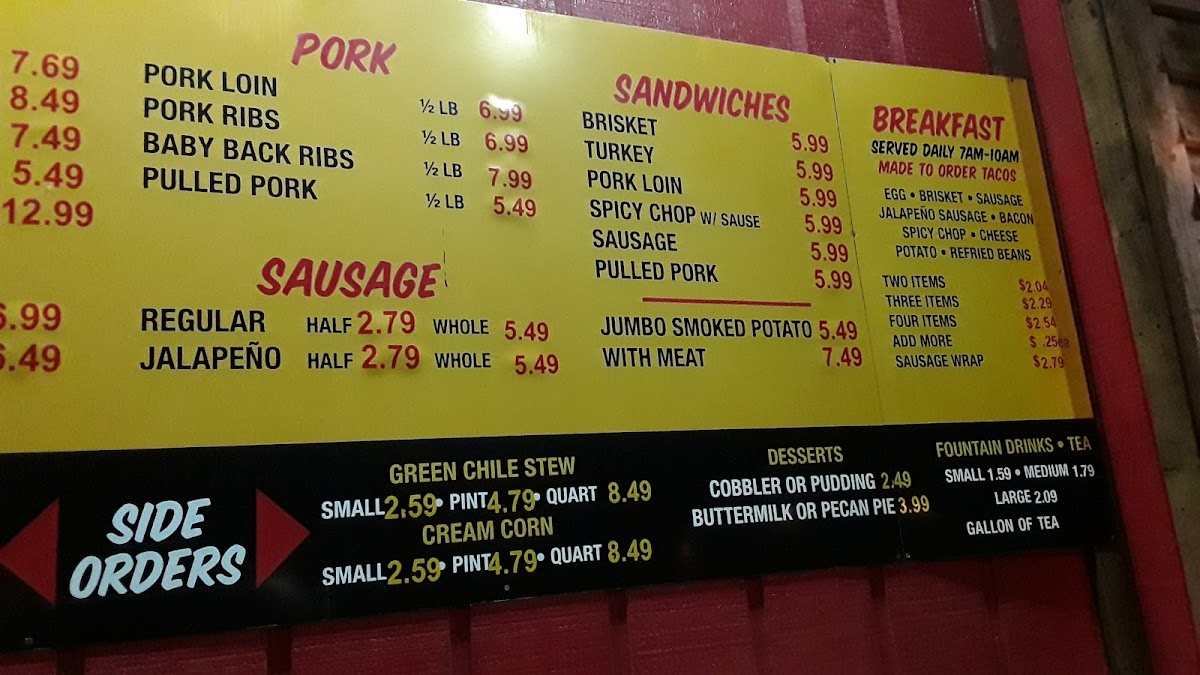 7.69
8.49
7.49
5.49
12.99
6.99
6.49
PORK
PORK LOIN ½ LB 6.99
PORK RIBS ½ LB 6.99
BABY BACK RIBS ½ LB 7.99
PULLED PORK ½ LB 5.49
SAUSAGE
REGULAR HALF 2.79 WHOLE 5.49
JALAPEÑO HALF 2.79 WHOLE 5.49
SANDWICHES
BRISKET 5.99
TURKEY 5.99
PORK LOIN 5.99
SPICY CHOP W/ SAUSE 5.99
SAUSAGE 5.99
PULLED PORK 5.99
JUMBO SMOKED POTATO 5.49
WITH MEAT 7.49
BREAKFAST
SERVED DAILY 7AM-10AM
MADE TO ORDER TACOS
EGG • BRISKET • SAUSAGE
JALAPEÑO SAUSAGE • BACON
SPICY CHOP • CHEESE
POTATO • REFRIED BEANS
TWO ITEMS $2.04
THREE ITEMS $2.29
FOUR ITEMS $2.54
ADD MORE $ .25ea
SAUSAGE WRAP $2.79
SIDE
ORDERS
GREEN CHILE STEW
SMALL 2.59 • PINT 4.79 • QUART 8.49
CREAM CORN
SMALL 2.59 • PINT 4.79 • QUART 8.49
DESSERTS
COBBLER OR PUDDING 2.49
BUTTERMILK OR PECAN PIE 3.99
FOUNTAIN DRINKS • TEA
SMALL 1.59 • MEDIUM 1.79
LARGE 2.09
GALLON OF TEA